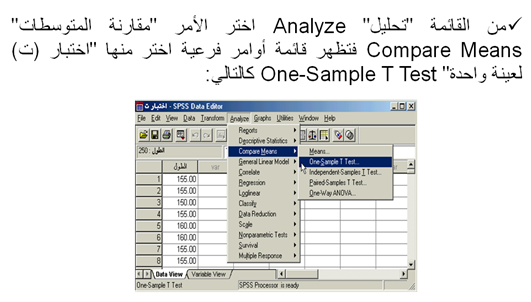 ✓من القائمة "تحليل" Analyze اختر الأمر "مقارنة المتوسطات"
Compare Means فتظهر قائمة أوامر فرعية اختر منها "اختبار (ت)
لعينة واحدة" One-Sample T Test كالتالي:
اختبار ت - SPSS Data Editor
File Edit View Data Transform Analyze Graphs Utilities Window Help
Reports
Descriptive Statistics
250 : الطول
Compare Means
Means...
General Linear Model
One-Sample T Test...
Correlate
Independent-Samples T Test...
Regression
Paired-Samples T Test...
Loglinear
One-Way ANOVA...
Classify
Data Reduction
Scale
Nonparametric Tests
Survival
Multiple Response
الطول var var
1 155.00
2 155.00
3 150.00
4 155.00
5 160.00
6 160.00
7 155.00
8 155.00
Data View Variable View
One-Sample T Test SPSS Processor is ready